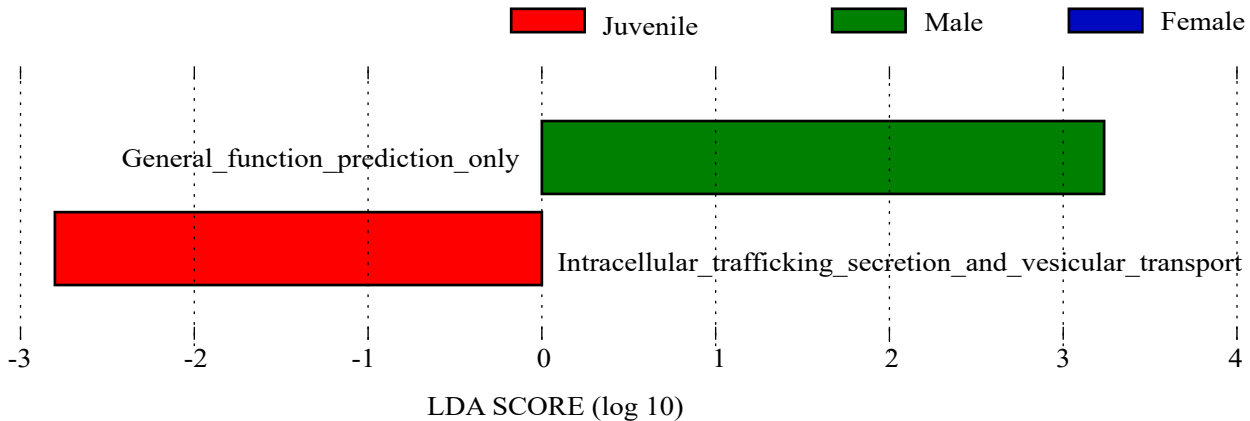 Juvenile Male Female
General_function_prediction_only
Intracellular_trafficking_secretion_and_vesicular_transport
-3 -2 -1 0 1 2 3 4
LDA SCORE (log 10)